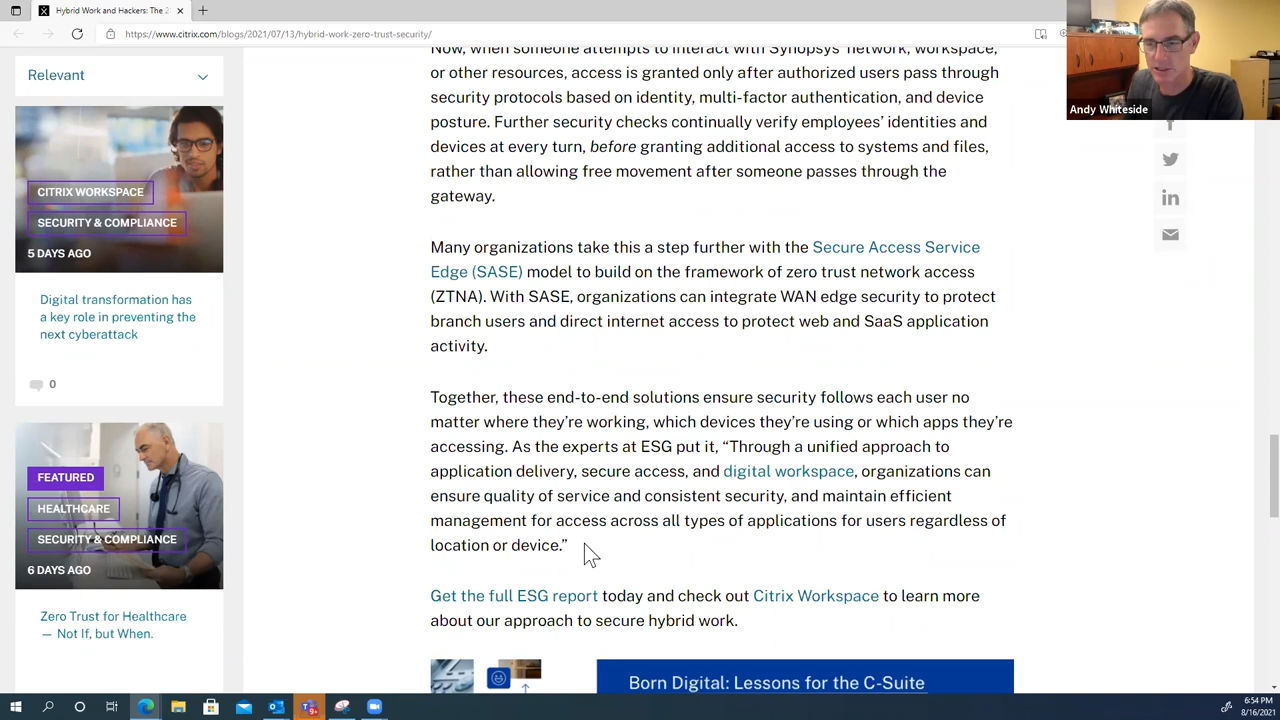 Hybrid Work and Hackers: The 2
https://www.citrix.com/blogs/2021/07/13/hybrid-work-zero-trust-security/
Andy Whiteside
Relevant
CITRIX WORKSPACE
SECURITY & COMPLIANCE
5 DAYS AGO
Digital transformation has
a key role in preventing the
next cyberattack
0
FEATURED
HEALTHCARE
SECURITY & COMPLIANCE
6 DAYS AGO
Zero Trust for Healthcare
— Not If, but When.
Now, when someone attempts to interact with Synopsys' network, workspace,
or other resources, access is granted only after authorized users pass through
security protocols based on identity, multi-factor authentication, and device
posture. Further security checks continually verify employees' identities and
devices at every turn, before granting additional access to systems and files,
rather than allowing free movement after someone passes through the
gateway.
Many organizations take this a step further with the Secure Access Service
Edge (SASE) model to build on the framework of zero trust network access
(ZTNA). With SASE, organizations can integrate WAN edge security to protect
branch users and direct internet access to protect web and SaaS application
activity.
Together, these end-to-end solutions ensure security follows each user no
matter where they're working, which devices they're using or which apps they're
accessing. As the experts at ESG put it, “Through a unified approach to
application delivery, secure access, and digital workspace, organizations can
ensure quality of service and consistent security, and maintain efficient
management for access across all types of applications for users regardless of
location or device.”
Get the full ESG report today and check out Citrix Workspace to learn more
about our approach to secure hybrid work.
Born Digital: Lessons for the C-Suite
6:54 PM
8/16/2021